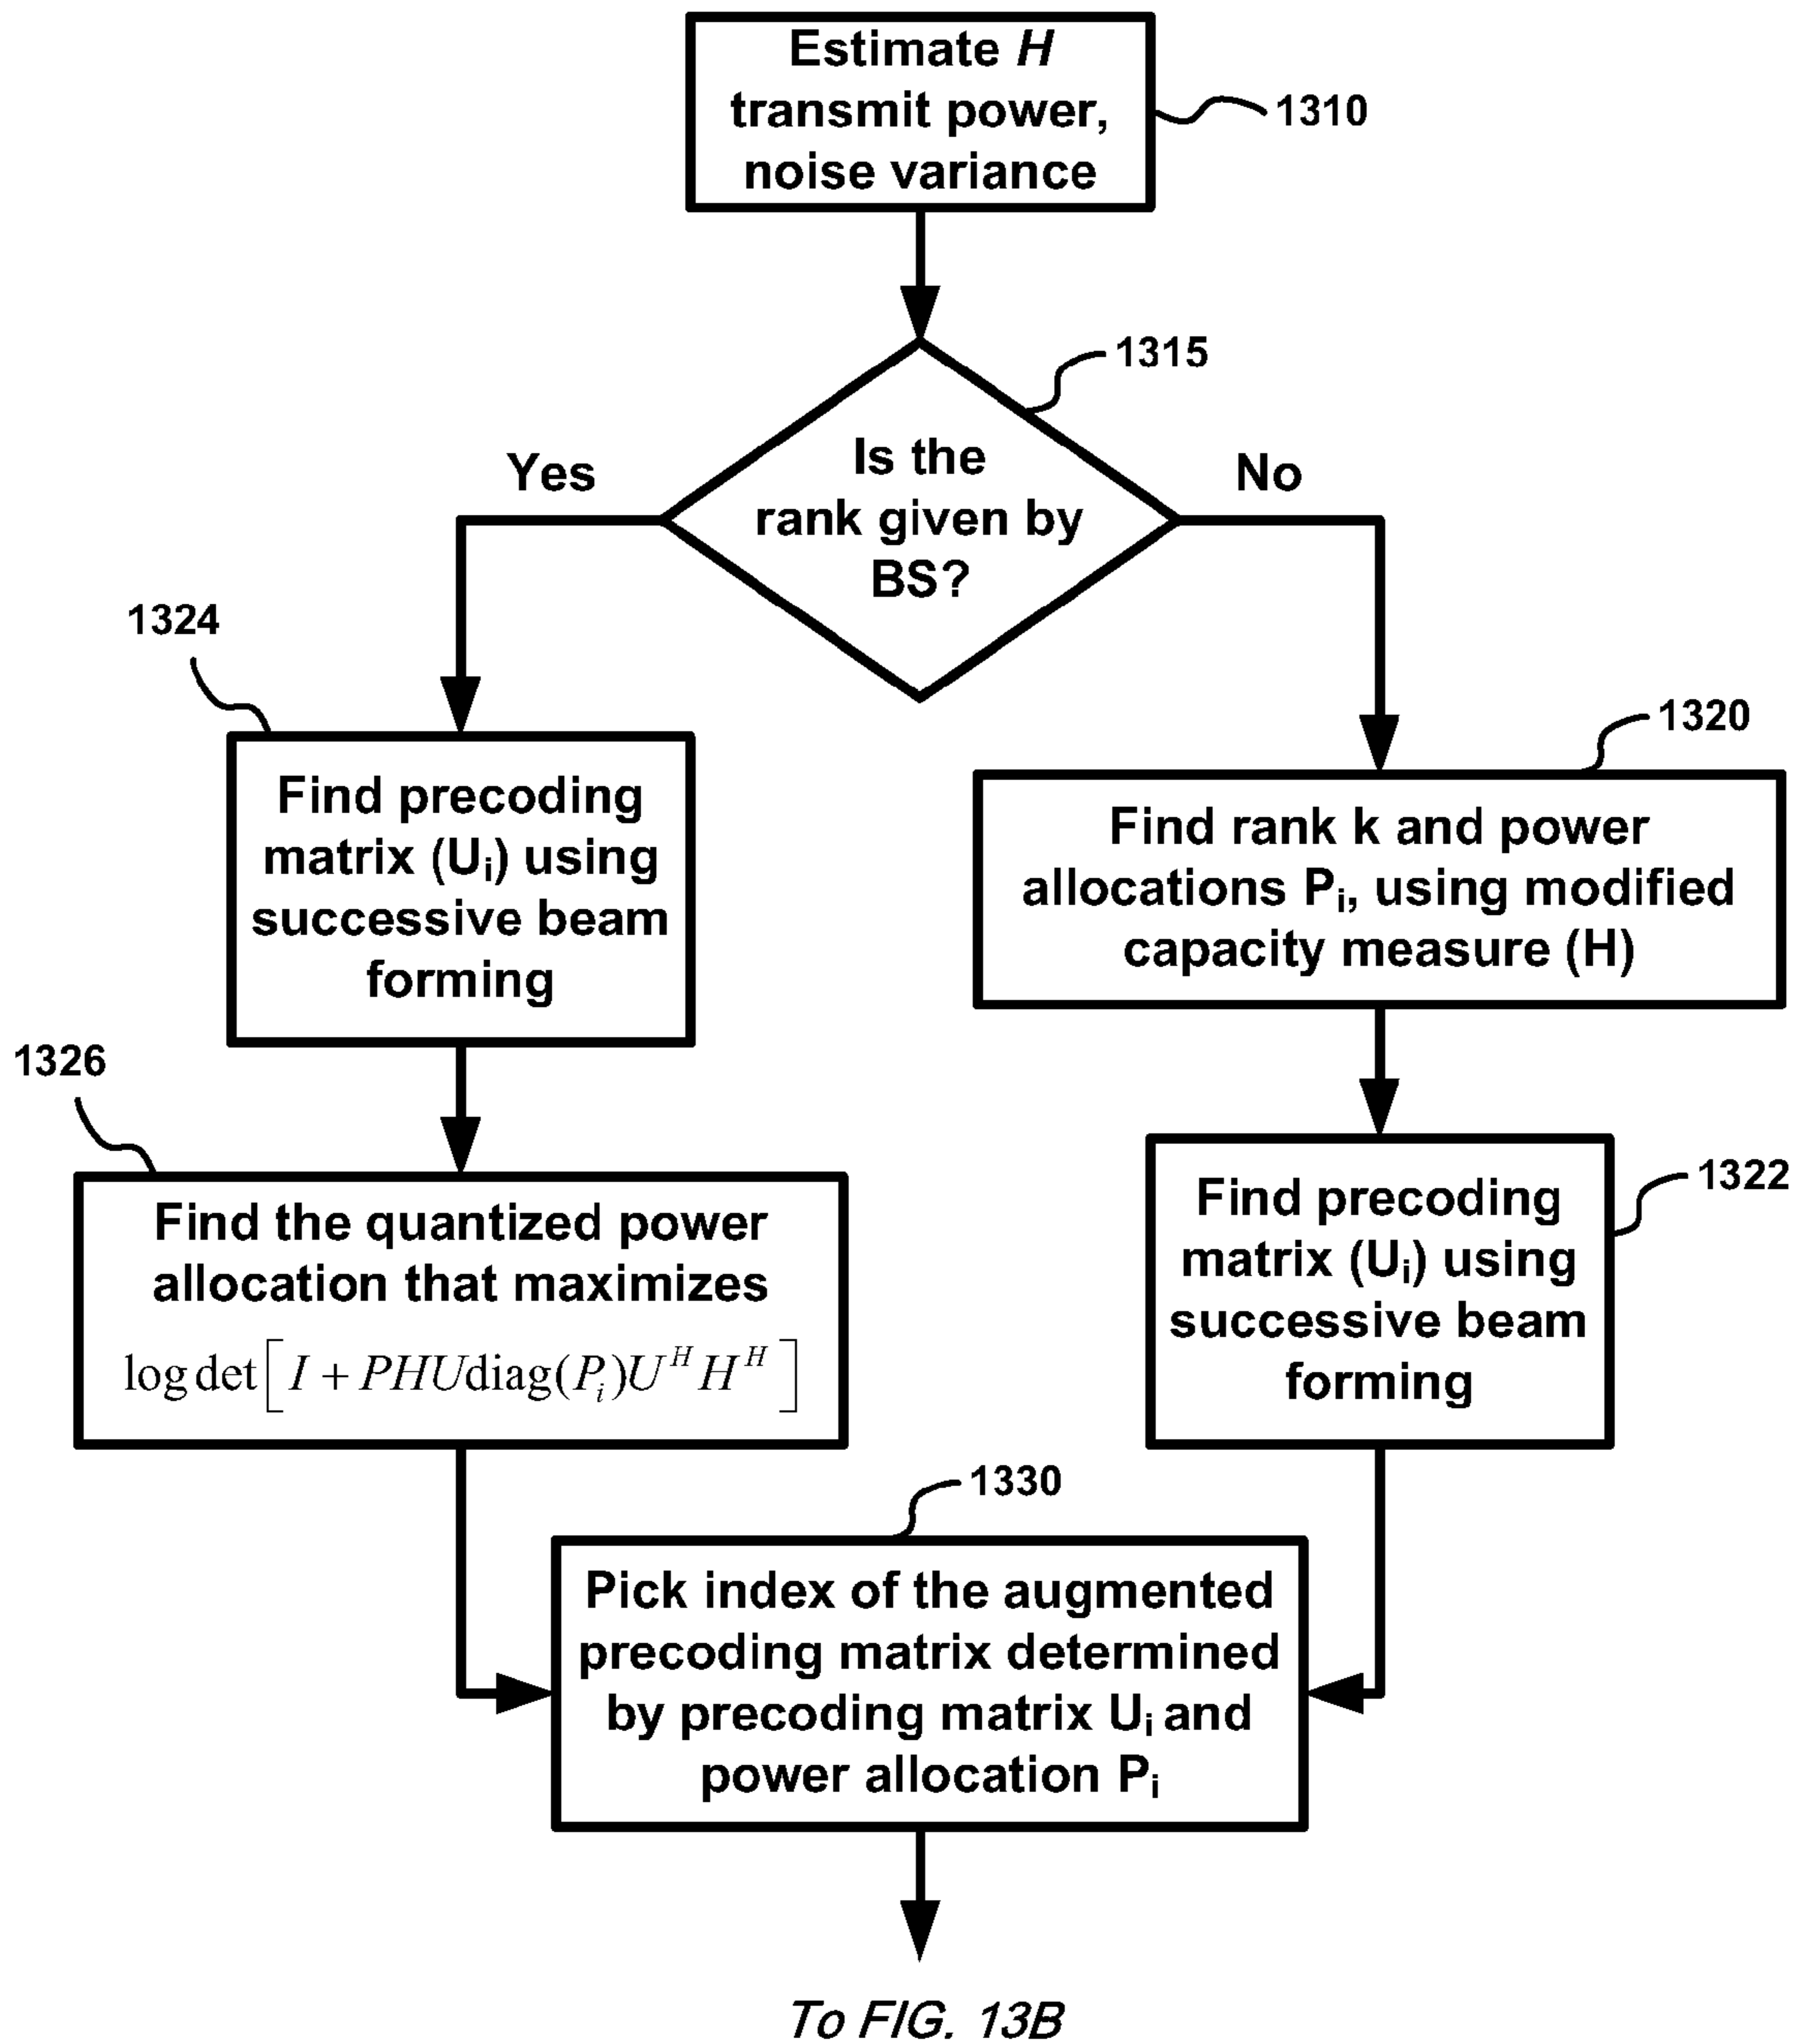 Estimate H
transmit power,
noise variance
1310
1315
Is the
rank given by
BS?
Yes
No
1324
Find precoding
matrix (Uᵢ) using
successive beam
forming
1320
Find rank k and power
allocations Pᵢ, using modified
capacity measure (H)
1326
Find the quantized power
allocation that maximizes
log det[I + PHUdiag(Pᵢ)Uᴴ Hᴴ]
1322
Find precoding
matrix (Uᵢ) using
successive beam
forming
1330
Pick index of the augmented
precoding matrix determined
by precoding matrix Uᵢ and
power allocation Pᵢ
To FIG. 13B